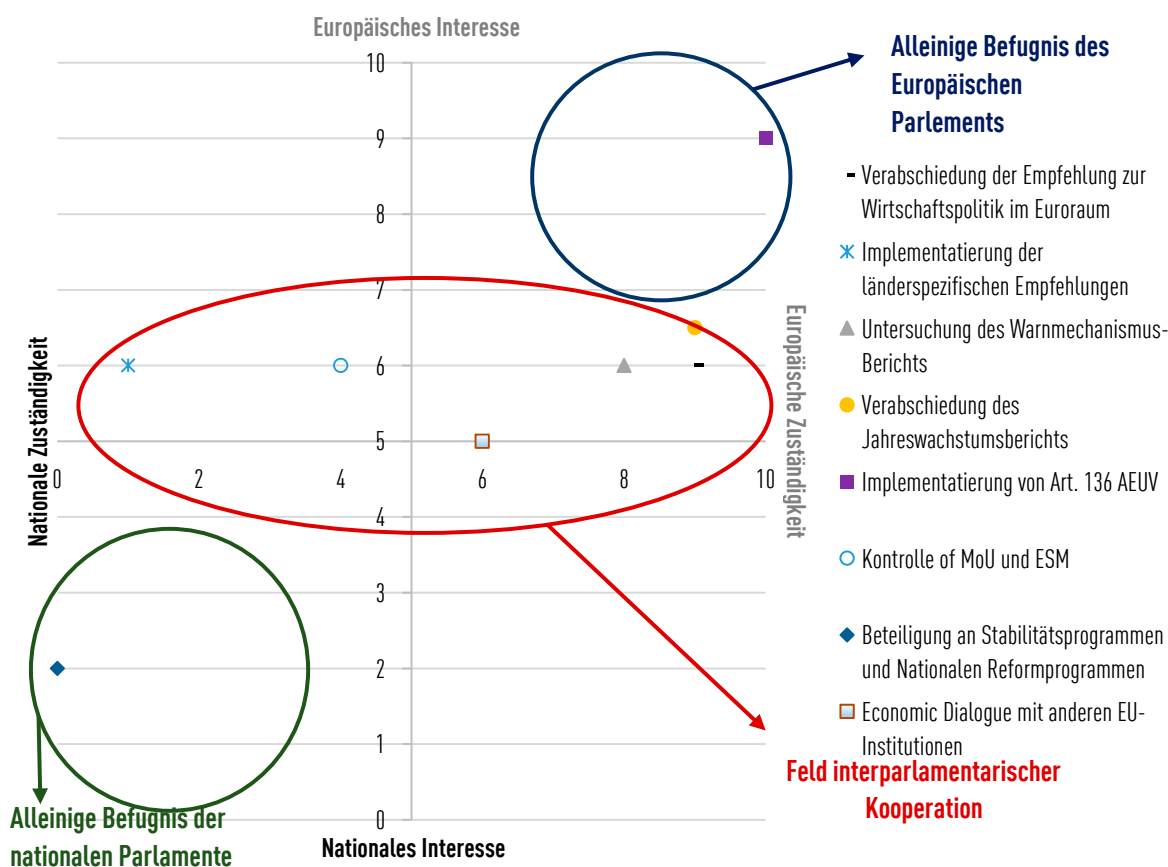 Europäisches Interesse
Alleinige Befugnis des
Europäischen
Parlements
10
9
8
7
6
5
4
3
2
1
0
0
2
4
6
8
10
Nationale Zuständigkeit
Europäische Zuständigkeit
Verabschiedung der Empfehlung zur
Wirtschaftspolitik im Euroraum
Implementatierung der
länderspezifischen Empfehlungen
Untersuchung des Warnmechanismus-
Berichts
Verabschiedung des
Jahreswachstumsberichts
Implementatierung von Art. 136 AEUV
Kontrolle of MoU und ESM
Beteiligung an Stabilitätsprogrammen
und Nationalen Reformprogrammen
Economic Dialogue mit anderen EU-
Institutionen
Feld interparlamentarischer
Kooperation
Alleinige Befugnis der
nationalen Parlamente
Nationales Interesse